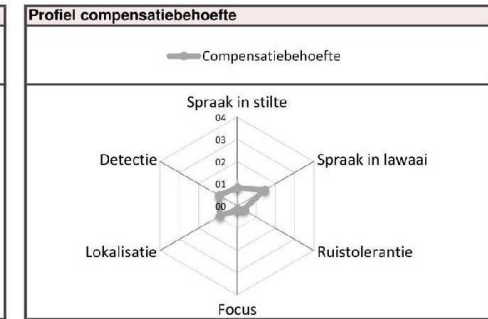 Profiel compensatiebehoefte
Compensatiebehoefte
Spraak in stilte
04
03
Detectie
Spraak in lawaai
02
01
00
Lokalisatie
Ruistolerantie
Focus